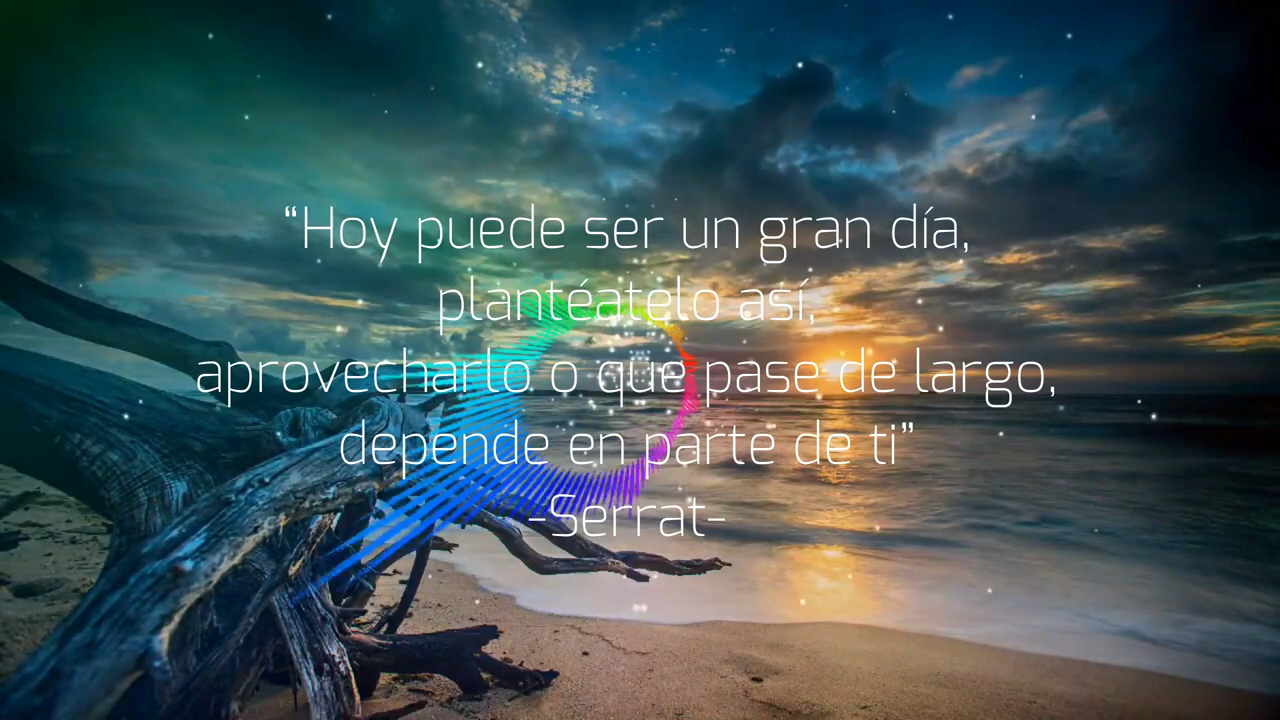 “Hoy puede ser un gran día,
plantéatelo así,
aprovecharlo o que pase de largo,
depende en parte de ti”
-Serrat-